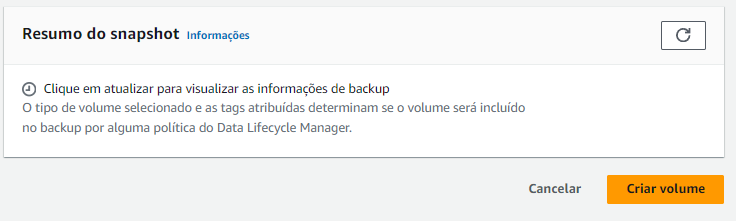 Resumo do snapshot Informações
Clique em atualizar para visualizar as informações de backup
O tipo de volume selecionado e as tags atribuídas determinam se o volume será incluído
no backup por alguma política do Data Lifecycle Manager.
Cancelar Criar volume